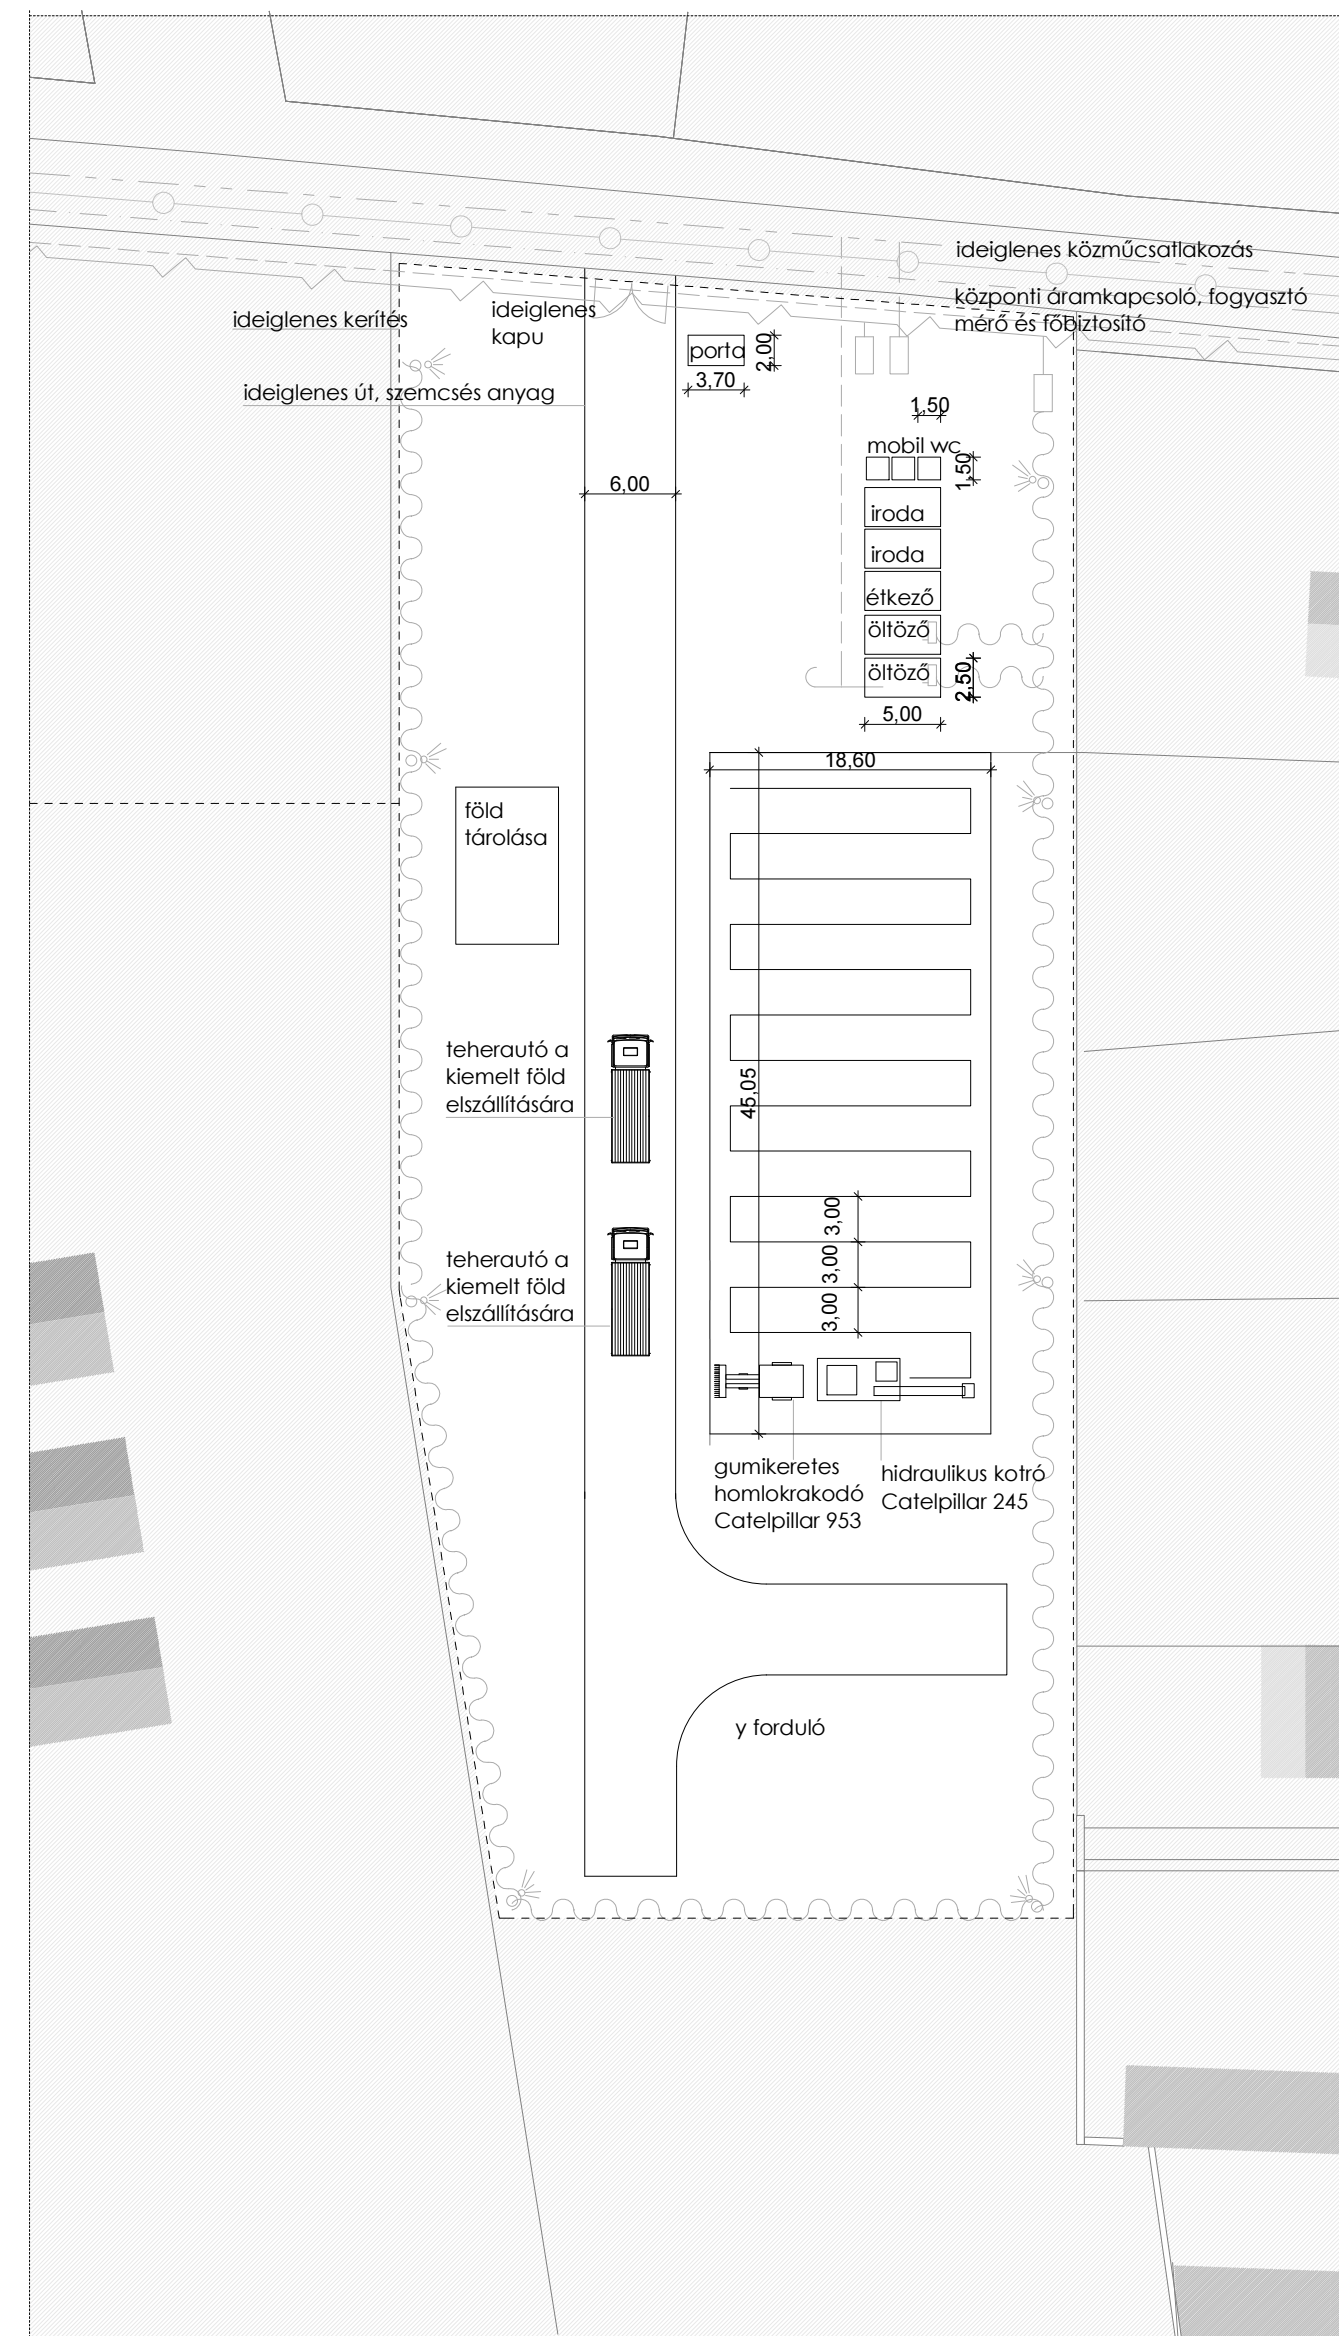 ideiglenes közműcsatlakozás
központi áramkapcsoló, fogyasztó
mérő és főbiztosító
ideiglenes kerítés
ideiglenes
kapu
porta
2,00
3,70
ideiglenes út, szemcsés anyag
1,50
mobil wc
1,50
6,00
iroda
iroda
étkező
öltöző
öltöző
2,50
5,00
18,60
föld
tárolása
45,05
teherautó a
kiemelt föld
elszállítására
3,00
3,00
3,00
teherautó a
kiemelt föld
elszállítására
gumikeretes
homlokrakodó
Catelpillar 953
hidraulikus kotró
Catelpillar 245
y forduló